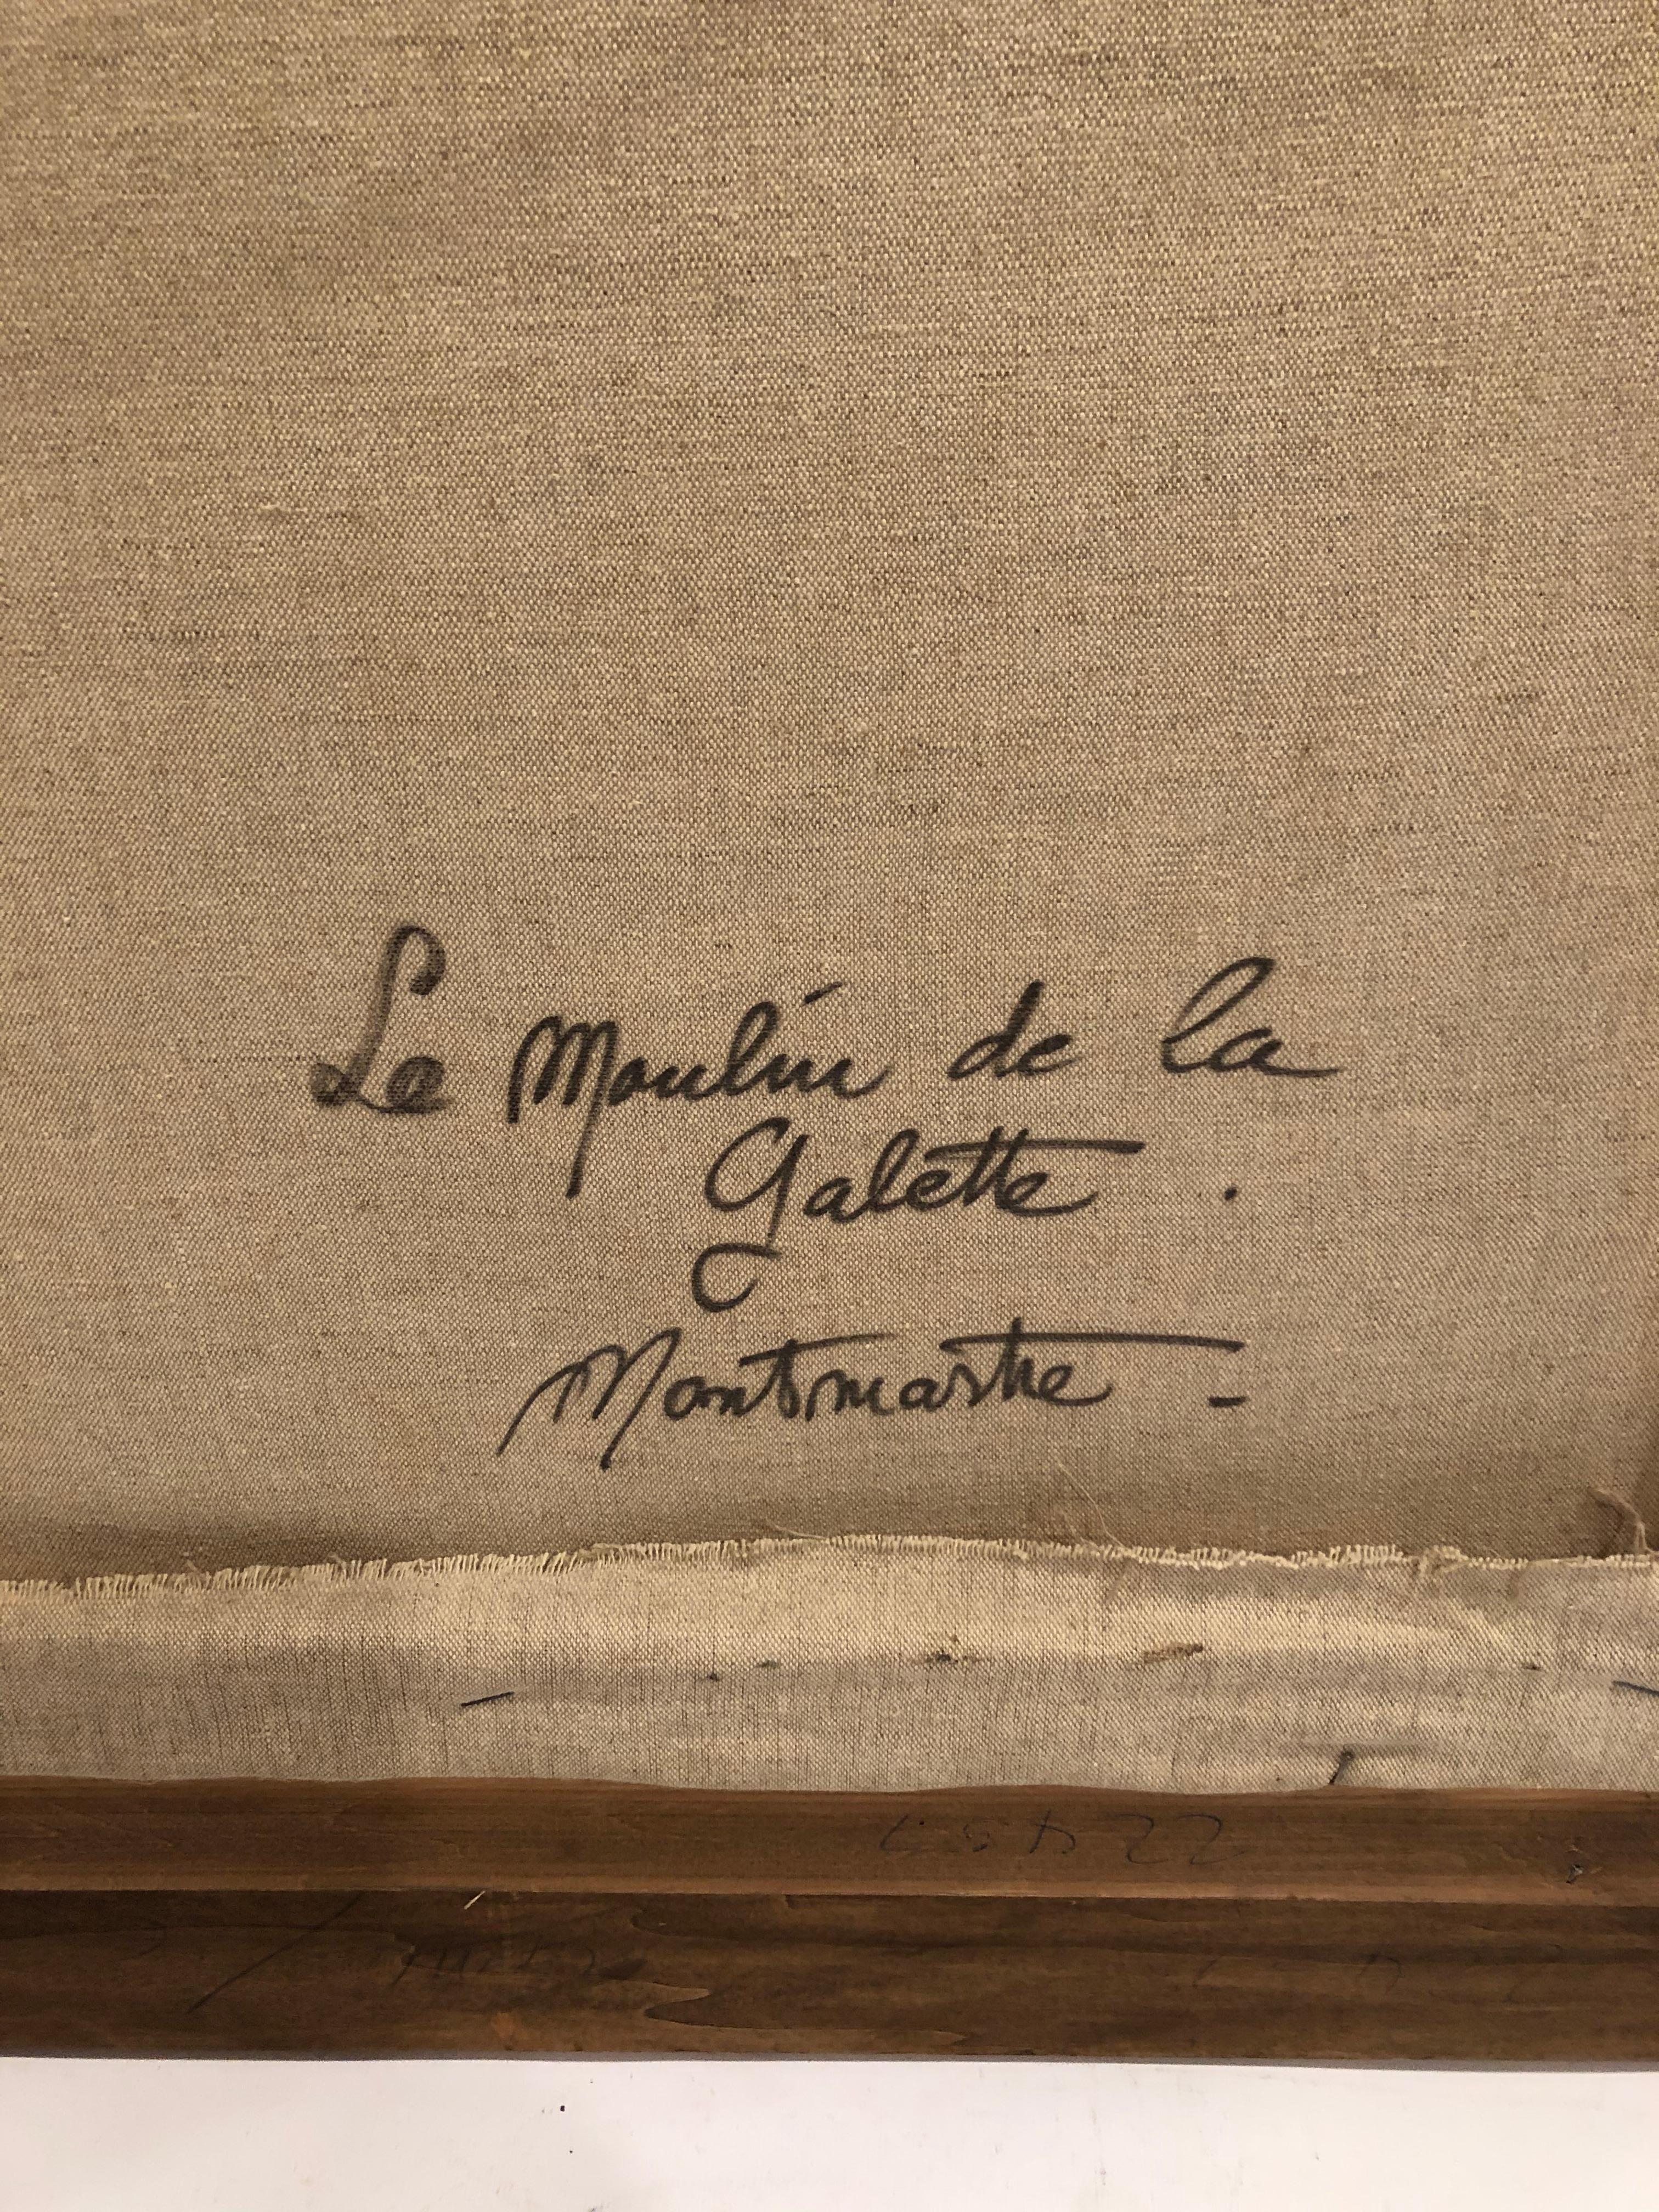 Le Moulin de la
Galette .
Montmartre -